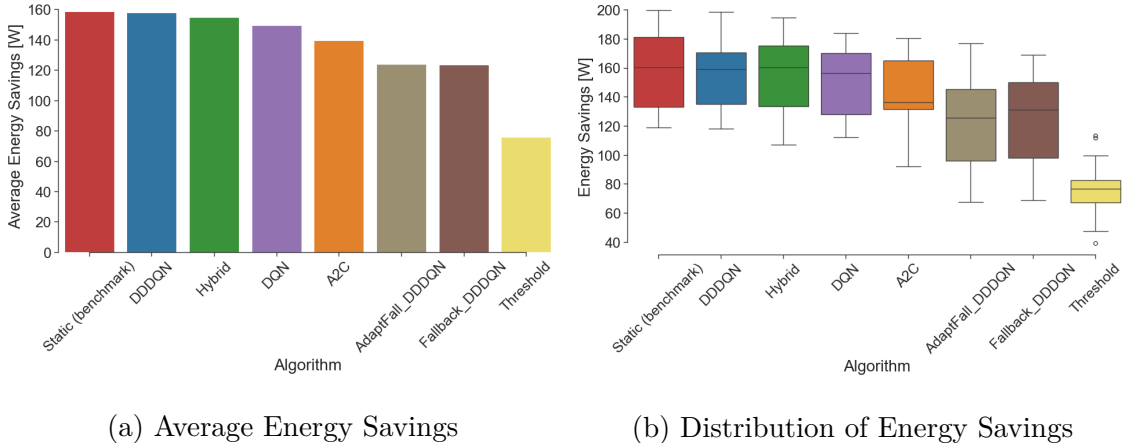 Average Energy Savings [W]
160
140
120
100
80
60
40
20
0
Static (benchmark)
DDDQN
Hybrid
DQN
A2C
AdaptFall_DDDQN
Fallback_DDDQN
Threshold
Algorithm
(a) Average Energy Savings
Energy Savings [W]
200
180
160
140
120
100
80
60
40
Static (benchmark)
DDDQN
Hybrid
DQN
A2C
AdaptFall_DDDQN
Fallback_DDDQN
Threshold
Algorithm
(b) Distribution of Energy Savings